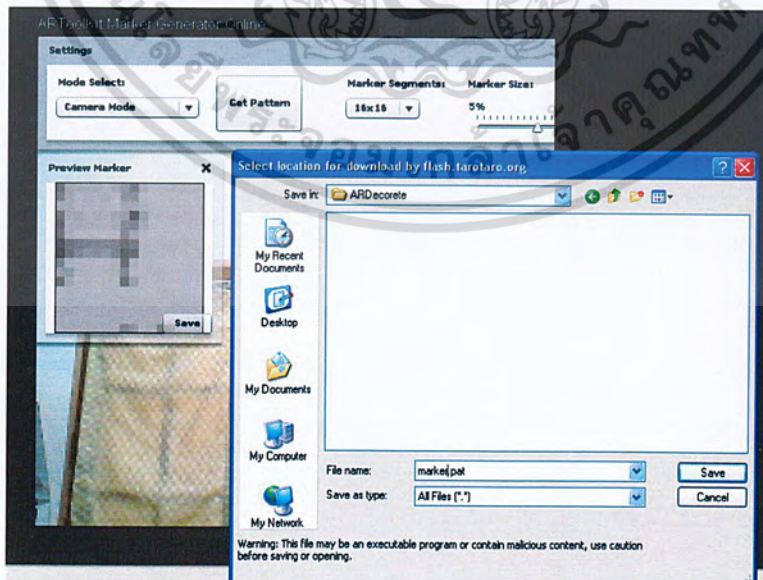 ARToolKit Marker Generator Online
Settings
Mode Select:
Camera Mode
Get Pattern
Marker Segments:
16x16
Marker Size:
5%
Preview Marker
Save
Select location for download by flash.tarotaro.org
Save in:
ARDecorete
My Recent Documents
Desktop
My Documents
My Computer
My Network
File name:
marker.pat
Save as type:
All Files (*.*)
Save
Cancel
Warning: This file may be an executable program or contain malicious content, use caution
before saving or opening.